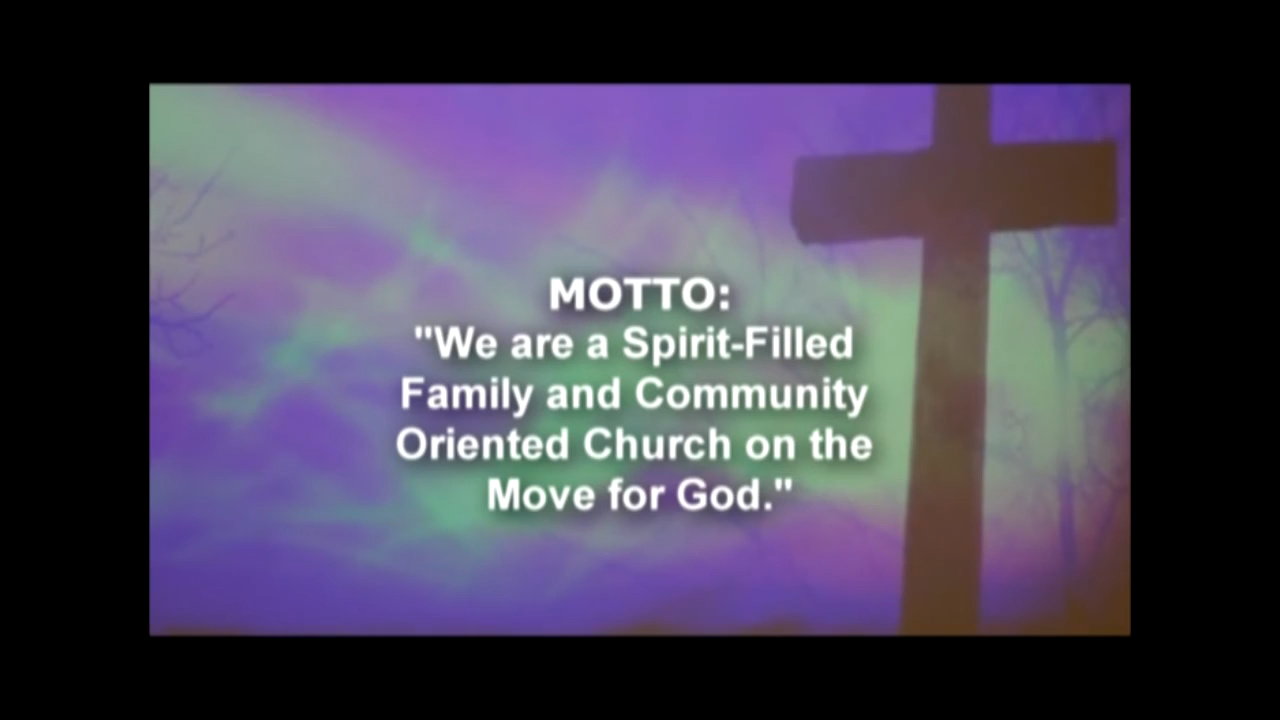 MOTTO:
"We are a Spirit-Filled
Family and Community
Oriented Church on the
Move for God."